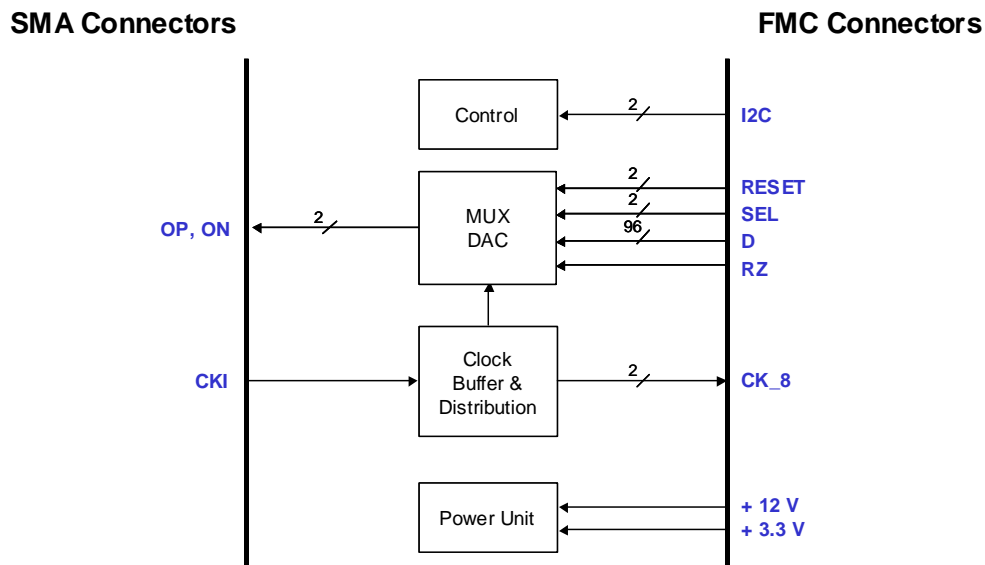 SMA Connectors
FMC Connectors
Control
2
I2C
MUX
DAC
2
RESET
2
SEL
96
D
RZ
OP, ON
2
Clock
Buffer &
Distribution
CKI
2
CK_8
Power Unit
+ 12 V
+ 3.3 V